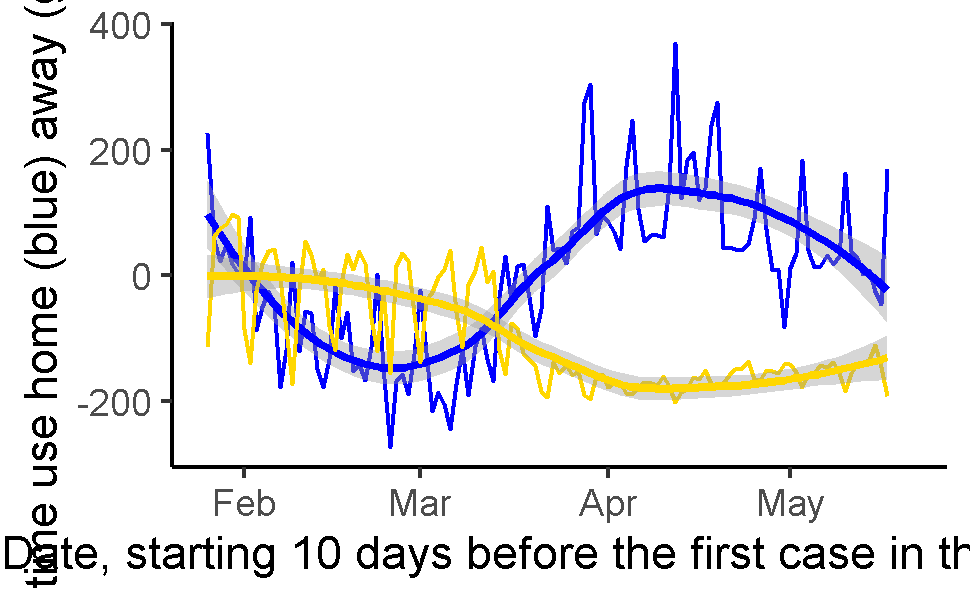 time use home (blue) away (
400
200
0
-200
Feb Mar Apr May
Date, starting 10 days before the first case in th